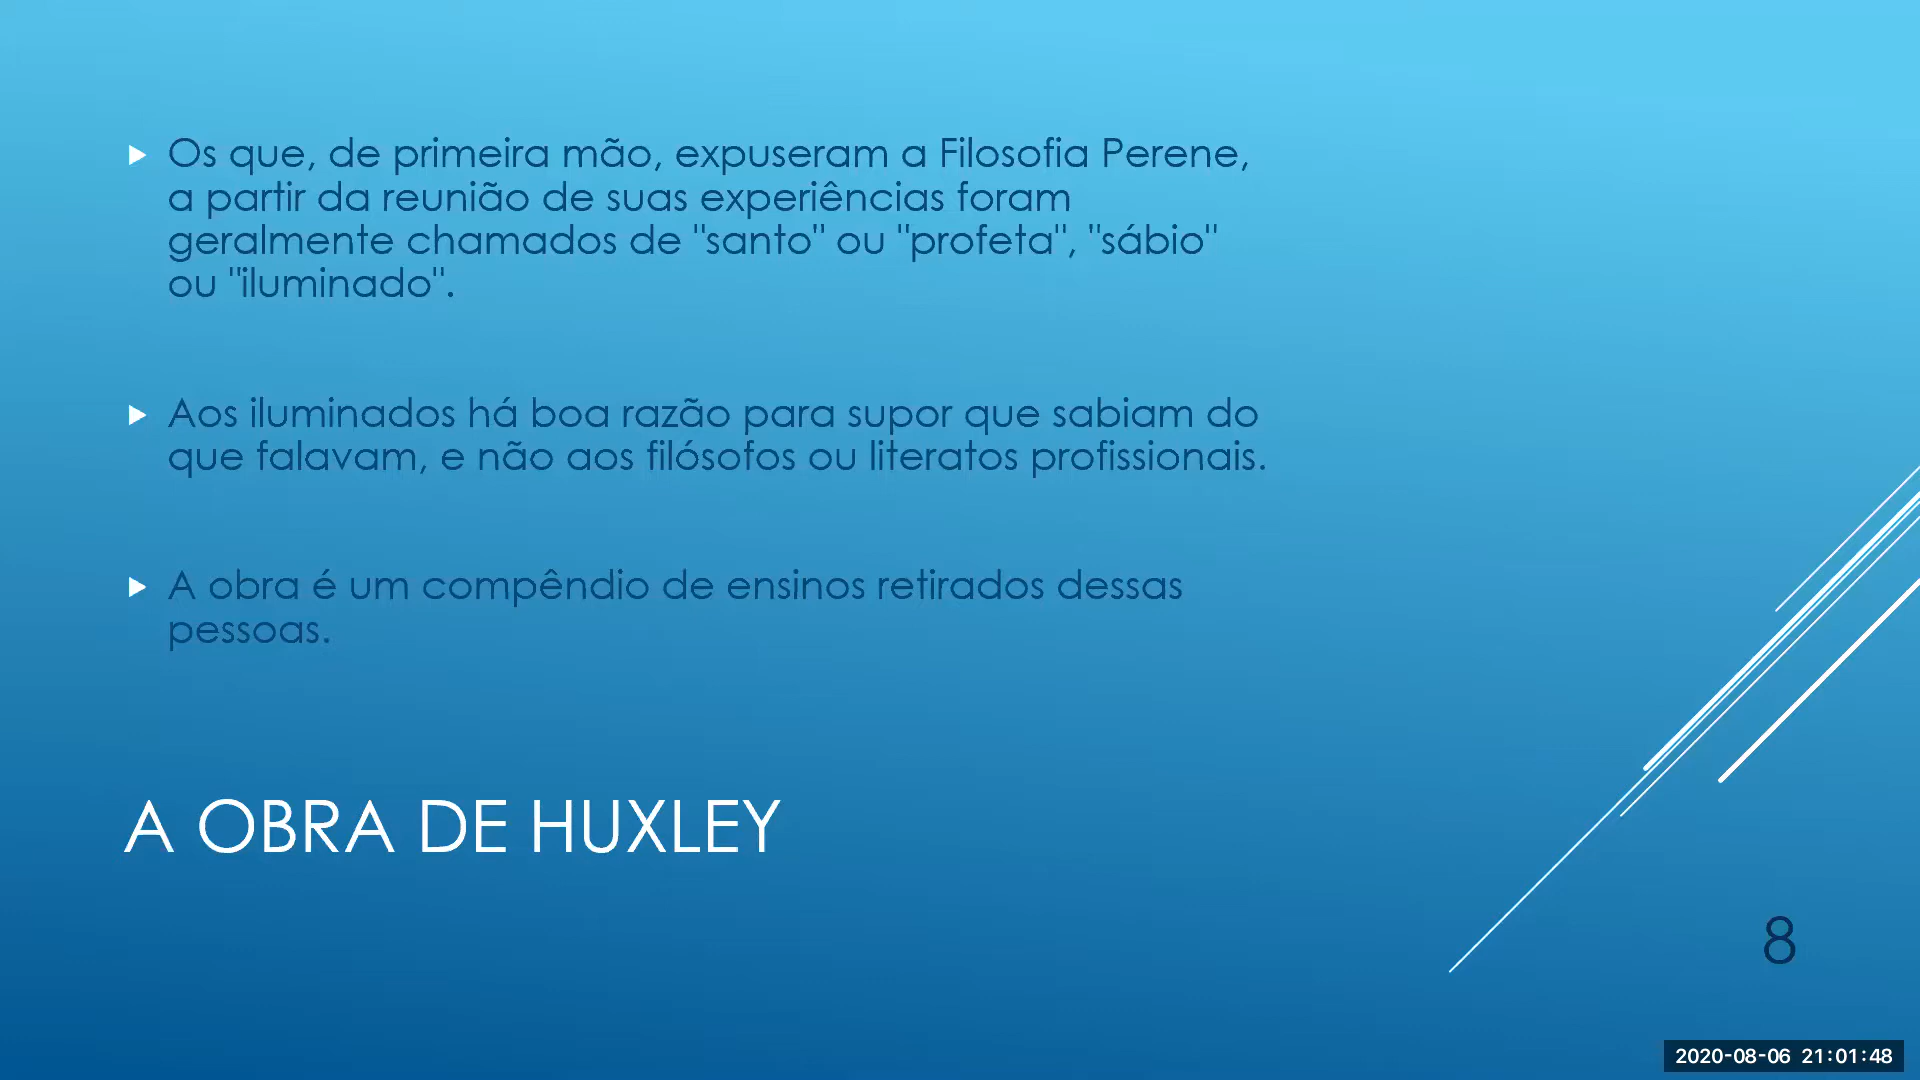 Os que, de primeira mão, expuseram a Filosofia Perene,
a partir da reunião de suas experiências foram
geralmente chamados de "santo" ou "profeta", "sábio"
ou "iluminado".
Aos iluminados há boa razão para supor que sabiam do
que falavam, e não aos filósofos ou literatos profissionais.
A obra é um compêndio de ensinos retirados dessas
pessoas.
A OBRA DE HUXLEY
8
2020-08-06 21:01:48